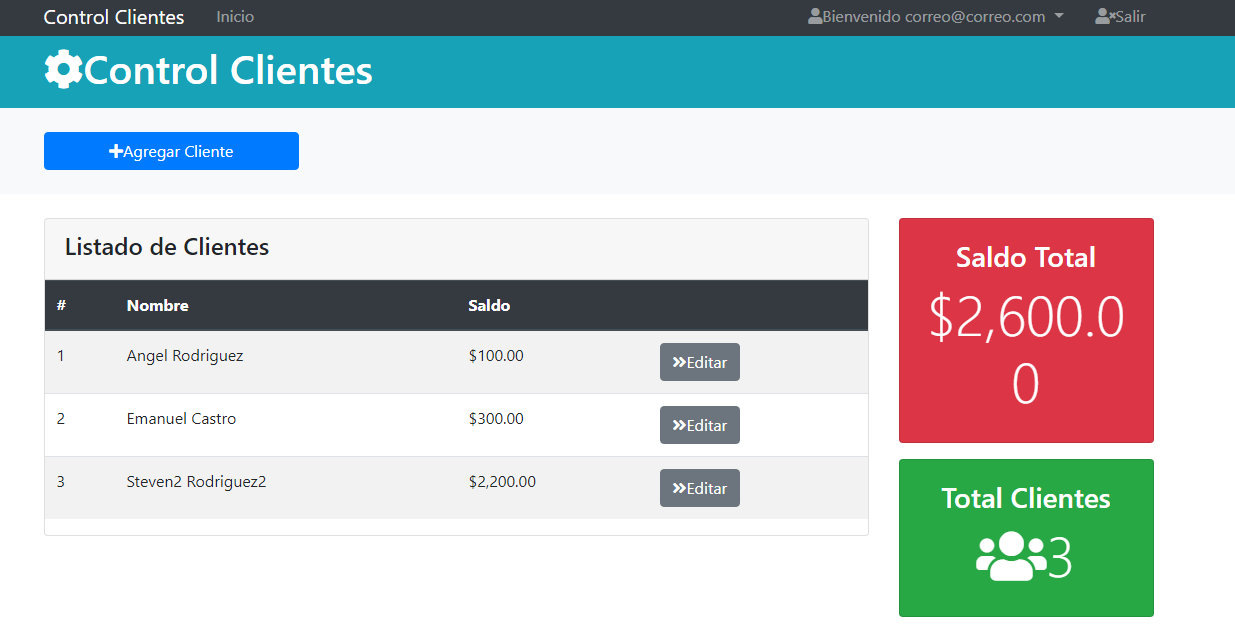 Control Clientes Inicio Bienvenido correo@correo.com Salir
Control Clientes
Agregar Cliente
Listado de Clientes
# Nombre Saldo
1 Angel Rodriguez $100.00 Editar
2 Emanuel Castro $300.00 Editar
3 Steven2 Rodriguez2 $2,200.00 Editar
Saldo Total
$2,600.0
0
Total Clientes
3